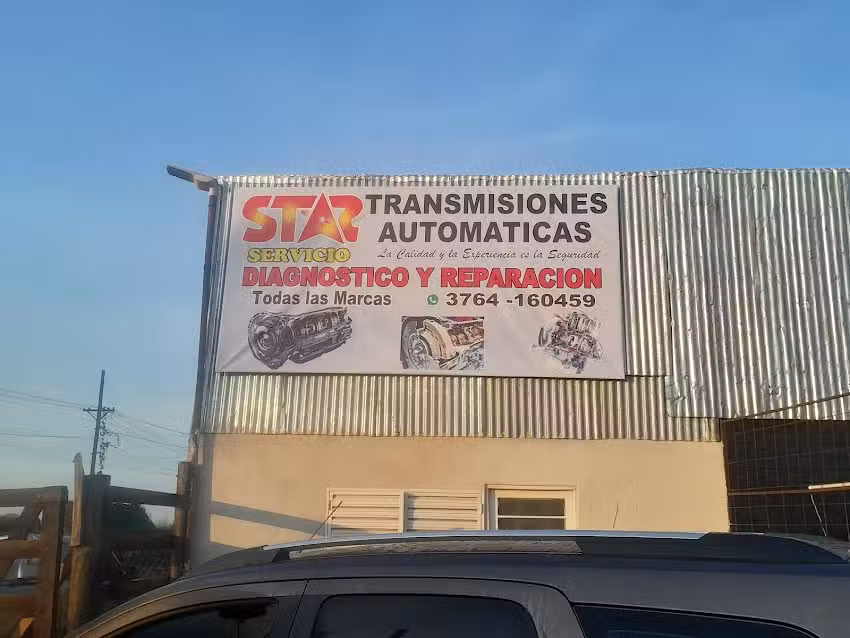 STAR TRANSMISIONES
AUTOMATICAS
SERVICIO La Calidad y la Experiencia es la Seguridad
DIAGNOSTICO Y REPARACION
Todas las Marcas 3764 -160459